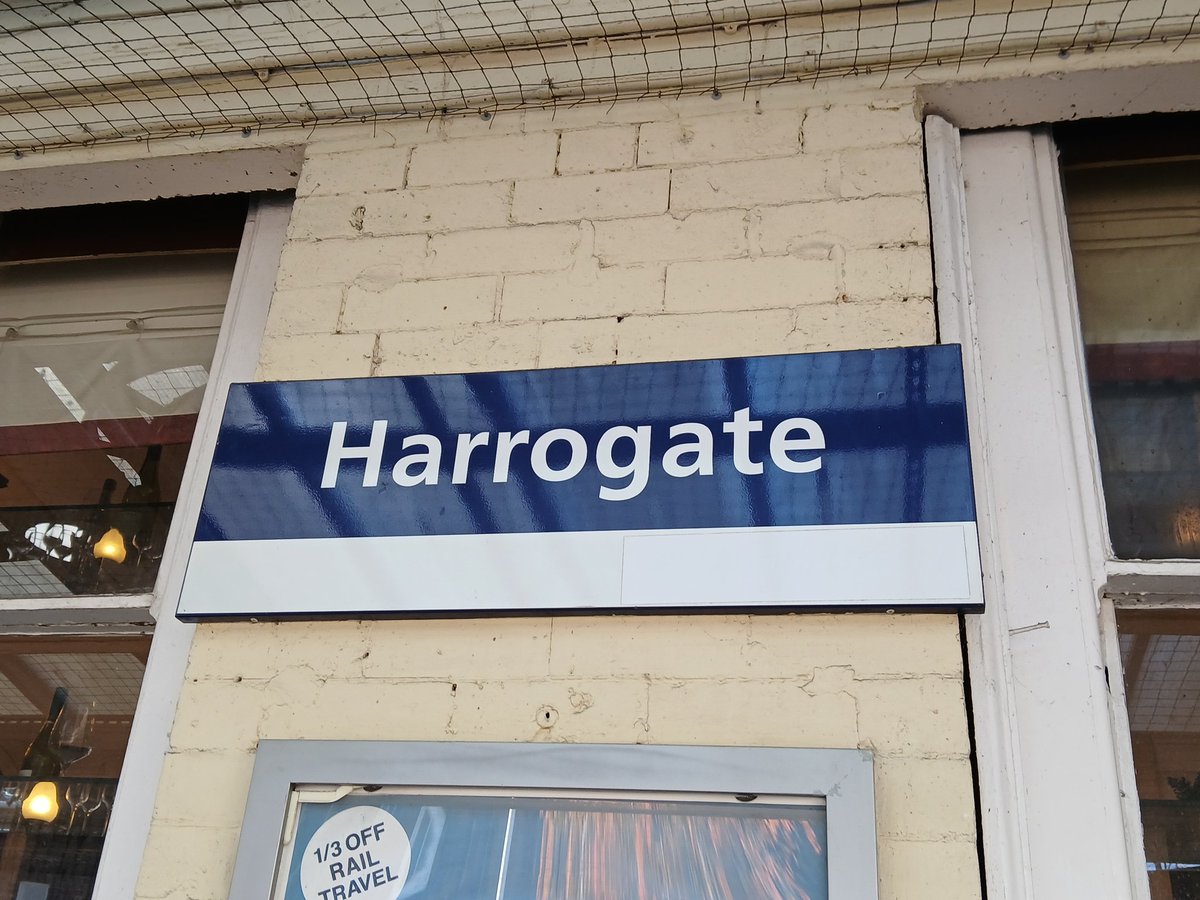 Harrogate
1/3 OFF
RAIL
TRAVEL